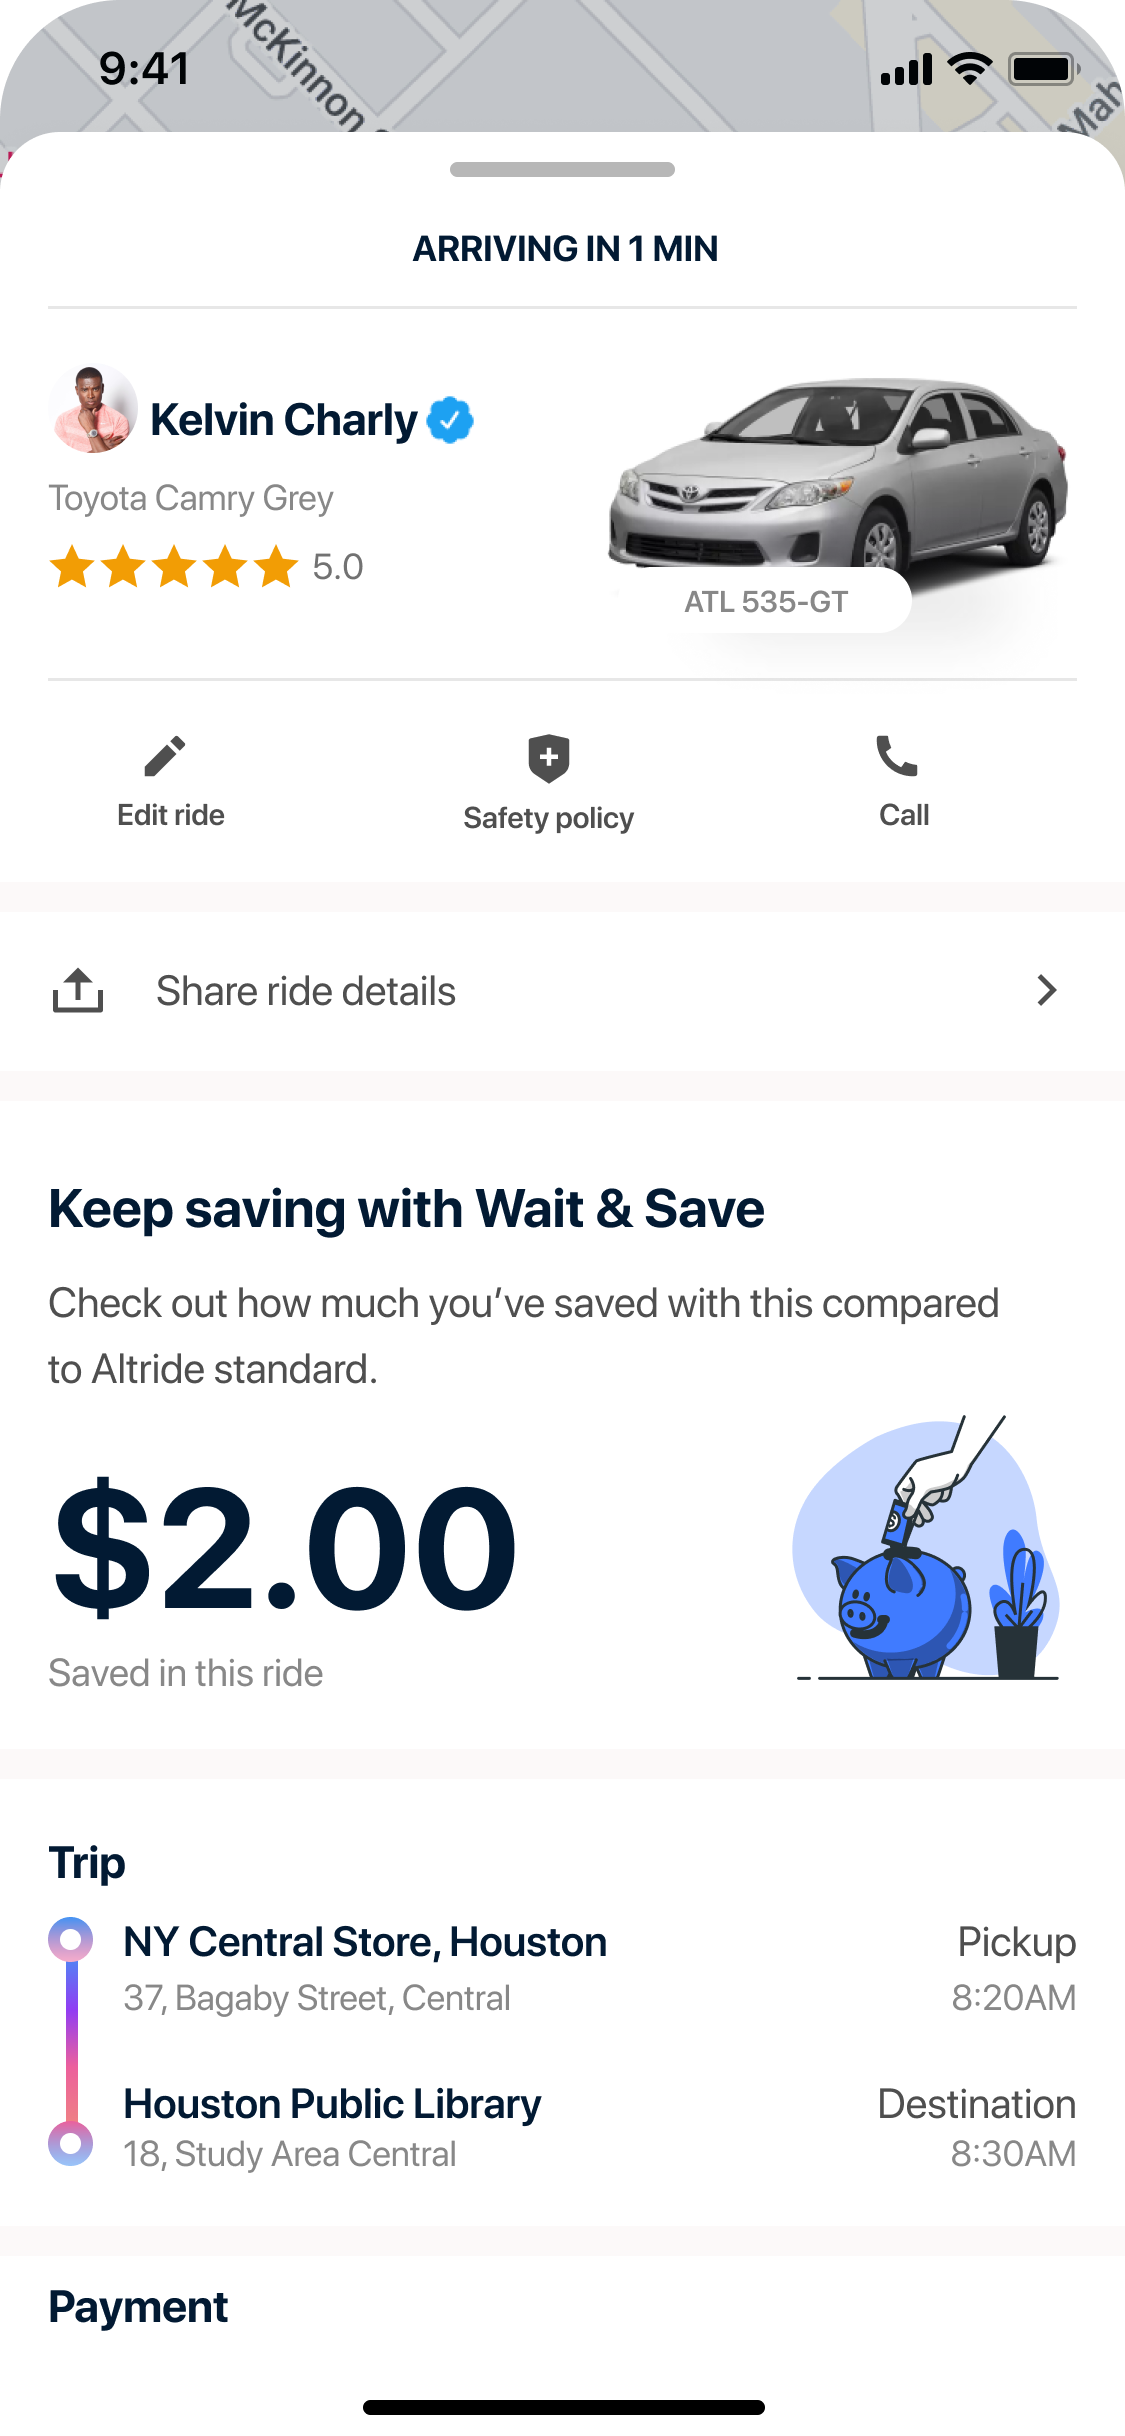 McKinnon
9:41
Mah
ARRIVING IN 1 MIN
Kelvin Charly
Toyota Camry Grey
5.0
ATL 535-GT
Edit ride
Safety policy
Call
Share ride details
Keep saving with Wait & Save
Check out how much you’ve saved with this compared
to Altride standard.
$2.00
$
Saved in this ride
Trip
NY Central Store, Houston
Pickup
37, Bagaby Street, Central
8:20AM
Houston Public Library
Destination
18, Study Area Central
8:30AM
Payment